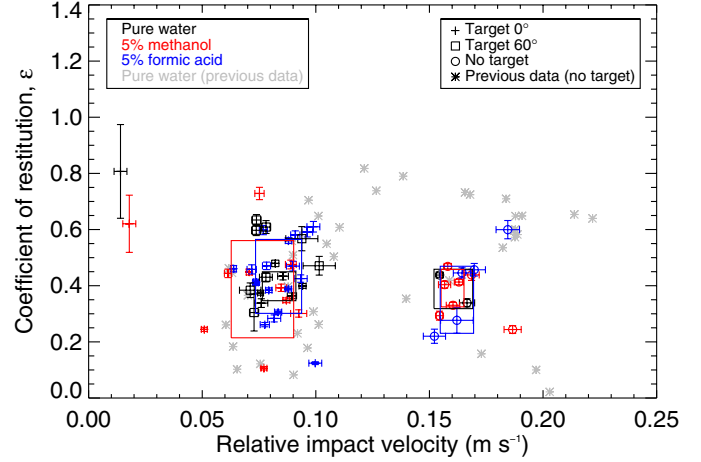 1.4
1.2
1.0
0.8
0.6
0.4
0.2
0.0
Coefficient of restitution, ε
Pure water
5% methanol
5% formic acid
Pure water (previous data)
Target 0°
Target 60°
No target
Previous data (no target)
0.00 0.05 0.10 0.15 0.20 0.25
Relative impact velocity (m s⁻¹)